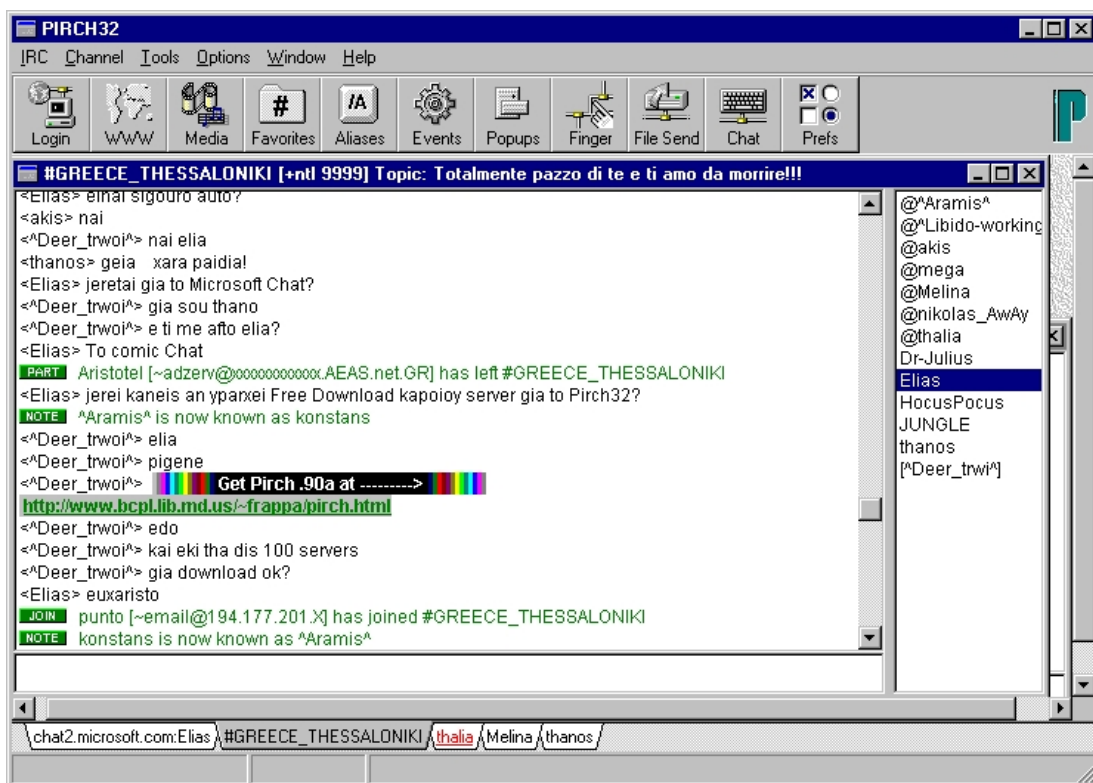 PIRCH32
IRC Channel Tools Options Window Help
Login WWW Media Favorites Aliases Events Popups Finger File Send Chat Prefs
#GREECE_THESSALONIKI [+ntl 9999] Topic: Totalmente pazzo di te e ti amo da morrire!!!
<Elias> einai sigouro auto?
<akis> nai
<^Deer_trwoi^> nai elia
<thanos> geia xara paidia!
<Elias> jeretai gia to Microsoft Chat?
<^Deer_trwoi^> gia sou thano
<^Deer_trwoi^> e ti me afto elia?
<Elias> To comic Chat
PART Aristotel [~adzerv@xxxxxxxxxxxx.AEAS.net.GR] has left #GREECE_THESSALONIKI
<Elias> jerei kaneis an yparxei Free Download kapoioy server gia to Pirch32?
NOTE ^Aramis^ is now known as konstans
<^Deer_trwoi^> elia
<^Deer_trwoi^> pigene
<^Deer_trwoi^> Get Pirch .90a at --------->
http://www.bcpl.lib.md.us/~frappa/pirch.html
<^Deer_trwoi^> edo
<^Deer_trwoi^> kai eki tha dis 100 servers
<^Deer_trwoi^> gia download ok?
<Elias> euxaristo
JOIN punto [~email@194.177.201.X] has joined #GREECE_THESSALONIKI
NOTE konstans is now known as ^Aramis^
@^Aramis^
@^Libido-working
@akis
@mega
@Melina
@nikolas_AwAy
@thalia
Dr-Julius
Elias
HocusPocus
JUNGLE
thanos
[^Deer_trwi^]
chat2.microsoft.com:Elias #GREECE_THESSALONIKI thalia Melina thanos